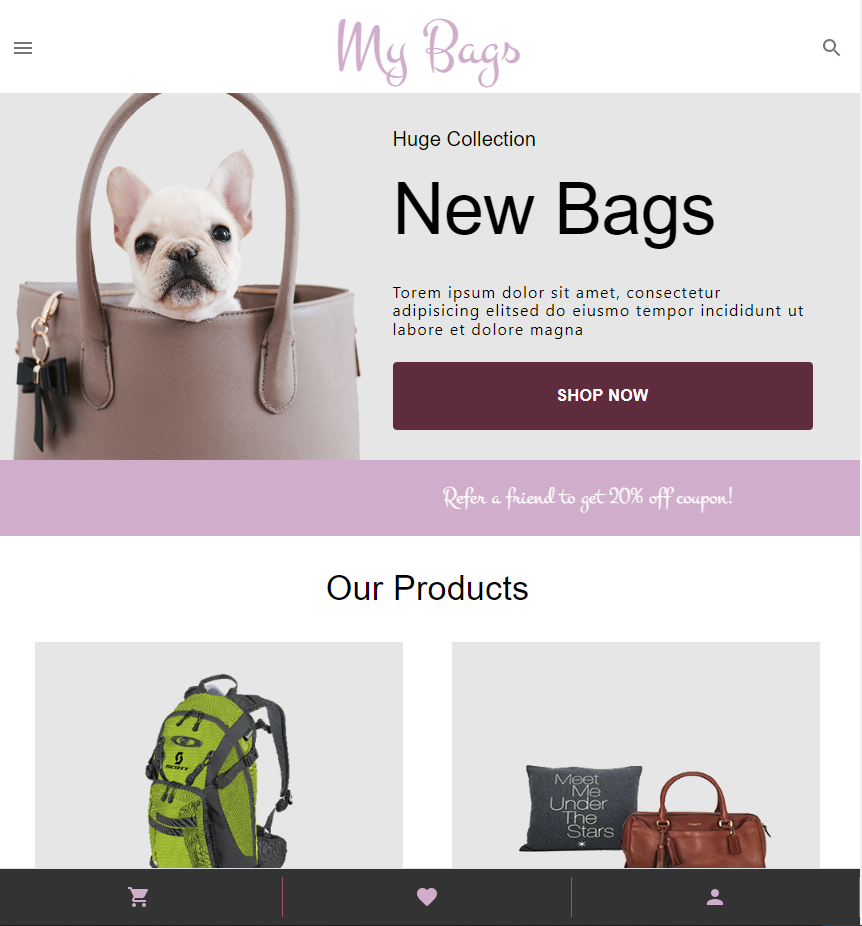 My Bags
Huge Collection
New Bags
Torem ipsum dolor sit amet, consectetur
adipisicing elitsed do eiusmo tempor incididunt ut
labore et dolore magna
SHOP NOW
Refer a friend to get 20% off coupon!
Our Products
SCOTT
Meet
Me
Under
The
Stars